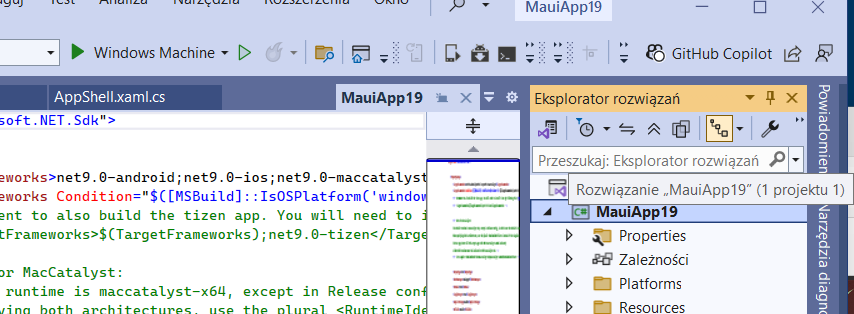 Analiza Narzędzia Rozszerzenia Okno
MauiApp19
Windows Machine
GitHub Copilot
AppShell.xaml.cs
MauiApp19
Eksplorator rozwiązań
soft.NET.Sdk">
Przeszukaj: Eksplorator rozwiązań
eworks>net9.0-android;net9.0-ios;net9.0-maccatalyst
Rozwiązanie „MauiApp19” (1 projektu 1)
eworks Condition="$([MSBuild]::IsOSPlatform('window
MauiApp19
ent to also build the tizen app. You will need to i
Properties
etFrameworks>$(TargetFrameworks);net9.0-tizen</Targe
Zależności
or MacCatalyst:
Platforms
runtime is maccatalyst-x64, except in Release conf
Resources
ying both architectures, use the plural <RuntimeIde
Powiadomien
Narzędzia diagno